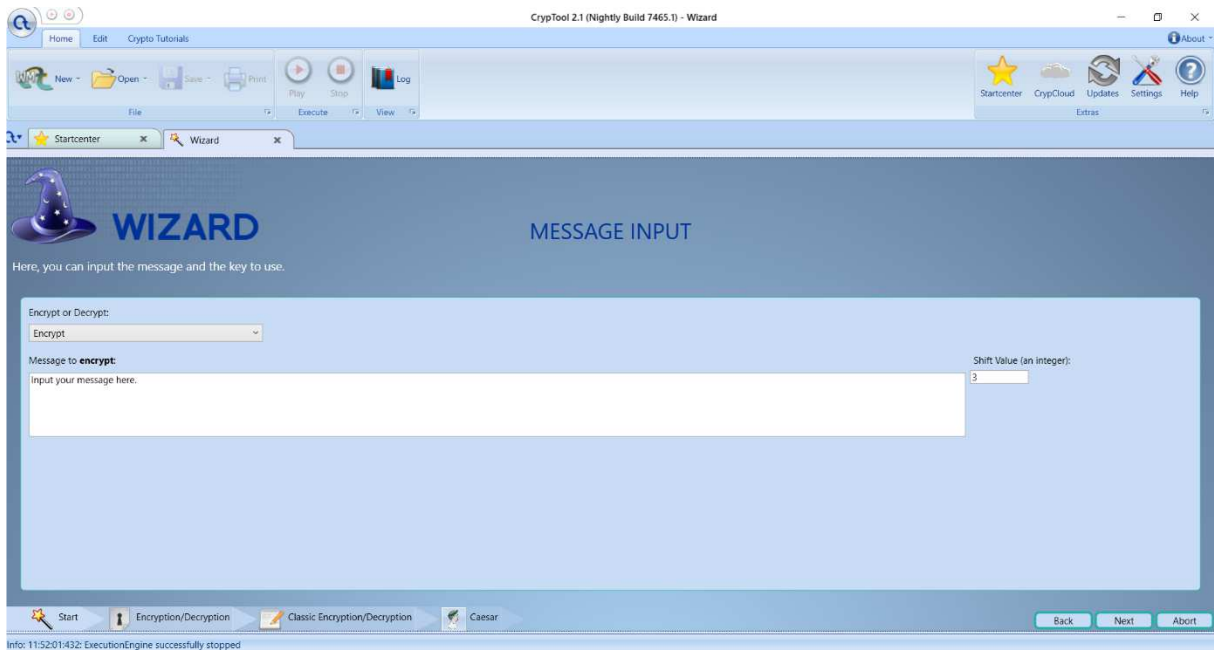 CrypTool 2.1 (Nightly Build 7465.1) - Wizard
Home Edit Crypto Tutorials About
New Open Save Print Play Stop Log Startcenter CrypCloud Updates Settings Help
File Execute View Extras
Startcenter Wizard
WIZARD
MESSAGE INPUT
Here, you can input the message and the key to use.
Encrypt or Decrypt:
Encrypt
Message to encrypt: Shift Value (an integer):
Input your message here. 3
Start Encryption/Decryption Classic Encryption/Decryption Caesar Back Next Abort
Info: 11:52:01:432: ExecutionEngine successfully stopped